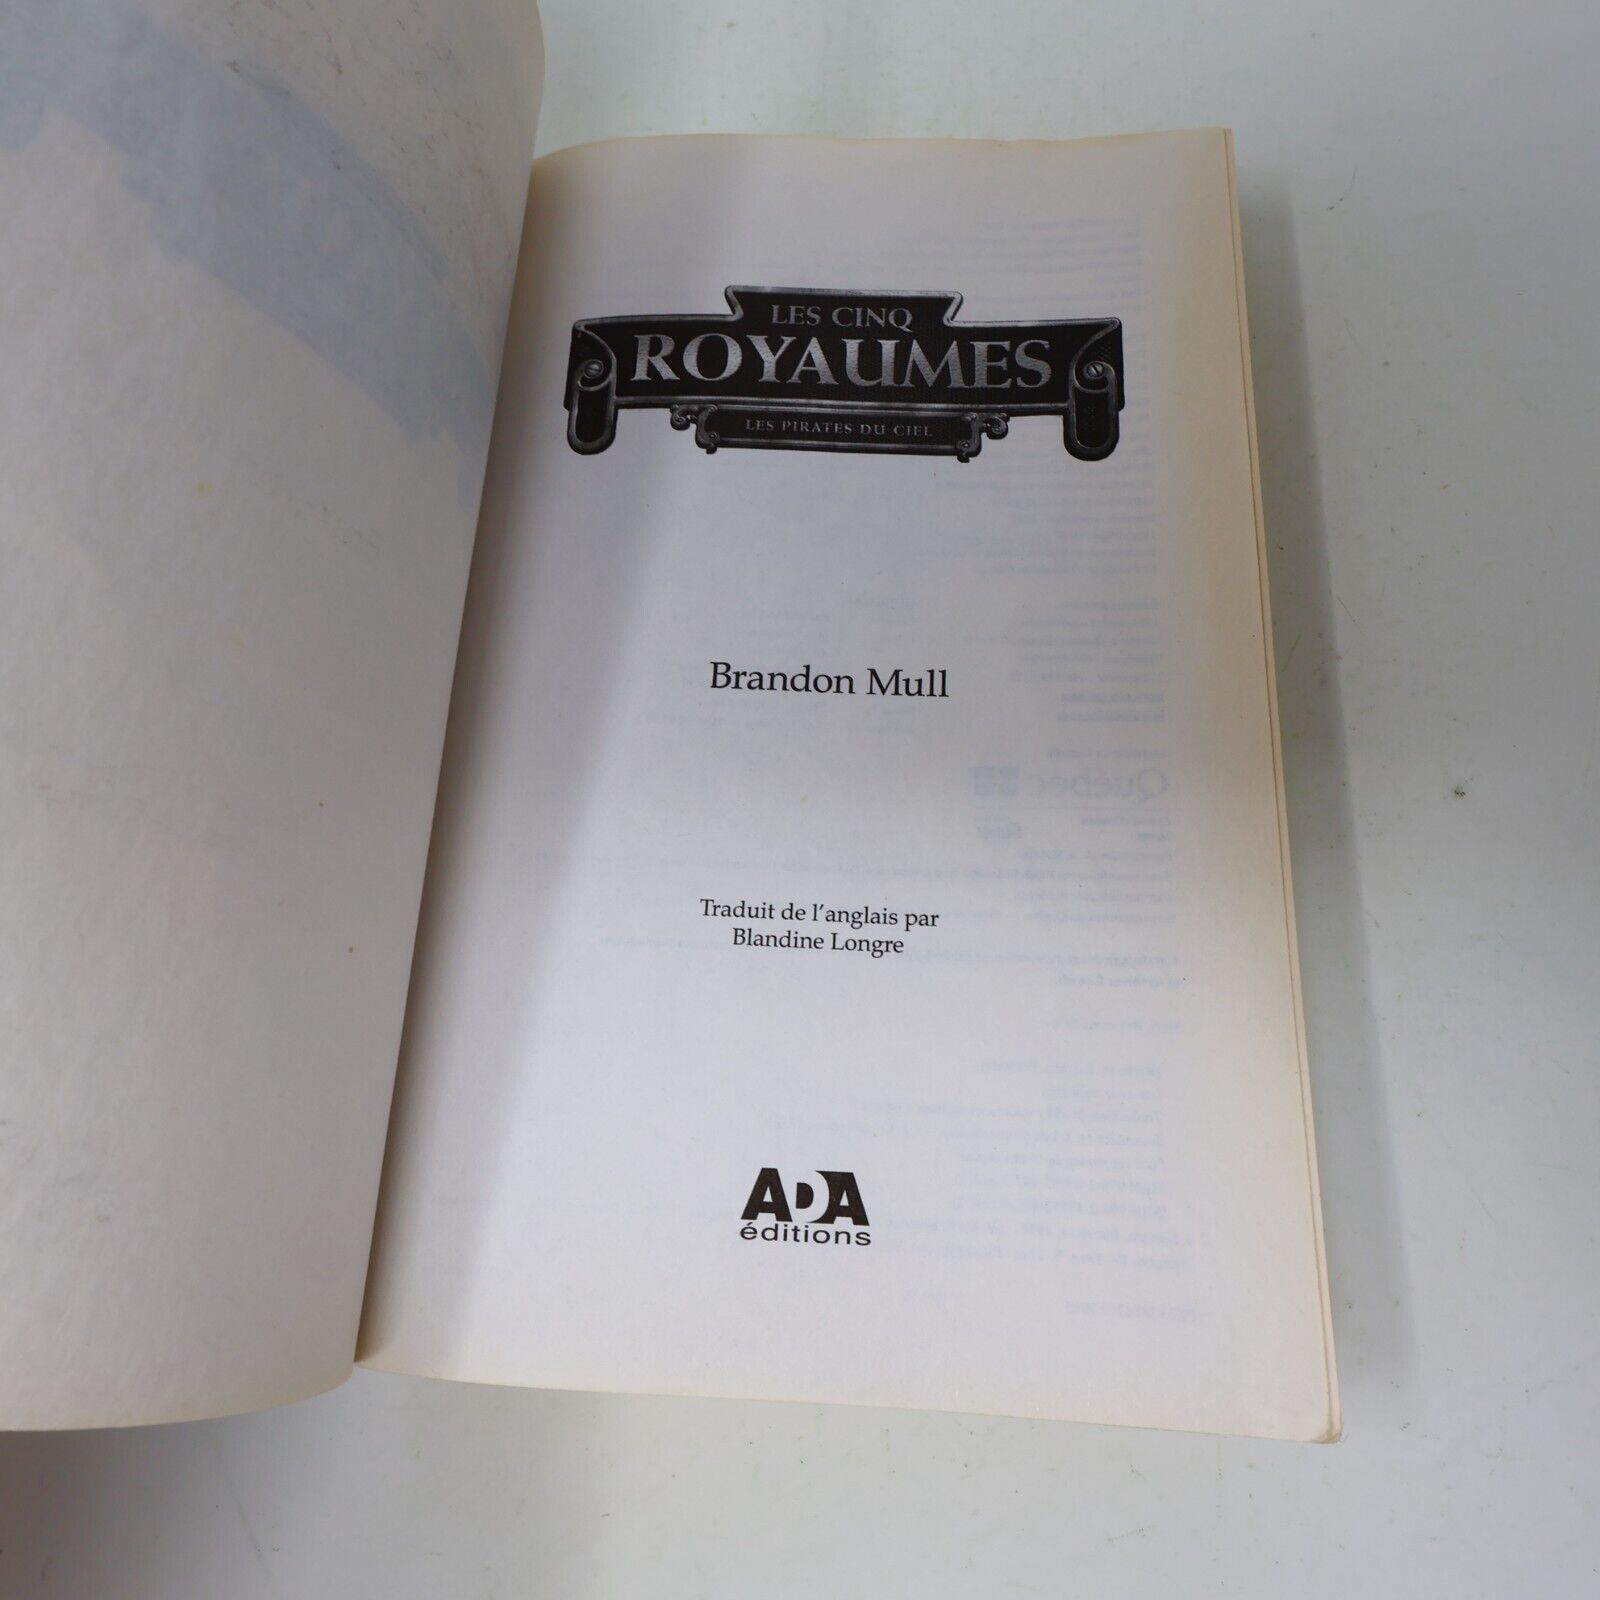 LES CINQ
ROYAUMES
LES PIRATES DU CIEL
Brandon Mull
Traduit de l'anglais par
Blandine Longre
ADA
éditions